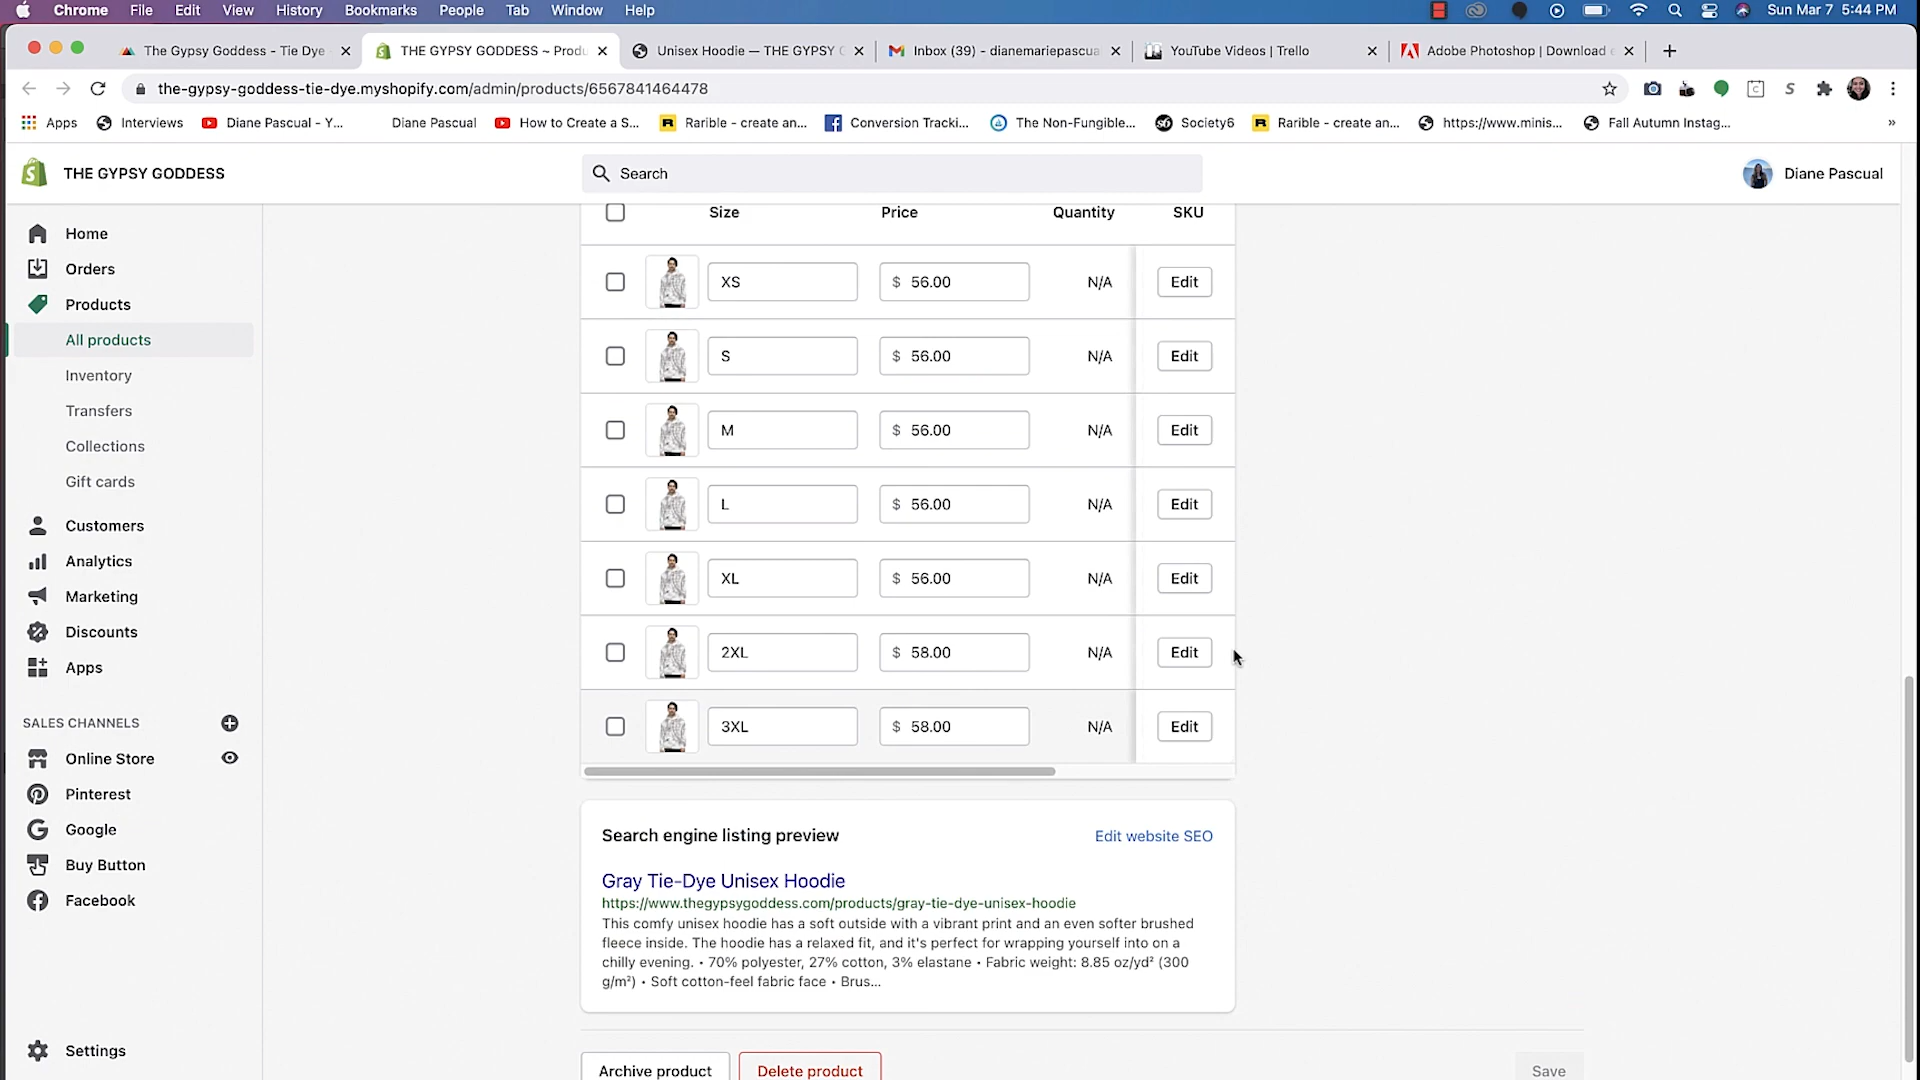 Chrome File Edit View History Bookmarks People Tab Window Help Sun Mar 7 5:44 PM
The Gypsy Goddess - Tie Dye
THE GYPSY GODDESS ~ Produ
Unisex Hoodie — THE GYPSY
Inbox (39) - dianemariepascua
YouTube Videos | Trello
Adobe Photoshop | Download
the-gypsy-goddess-tie-dye.myshopify.com/admin/products/6567841464478
Apps Interviews Diane Pascual - Y... Diane Pascual How to Create a S... Rarible - create an... Conversion Tracki... The Non-Fungible... Society6 Rarible - create an... https://www.minis... Fall Autumn Instag... »
THE GYPSY GODDESS
Search
Diane Pascual
Home
Orders
Products
All products
Inventory
Transfers
Collections
Gift cards
Customers
Analytics
Marketing
Discounts
Apps
SALES CHANNELS
Online Store
Pinterest
Google
Buy Button
Facebook
Settings
Size Price Quantity SKU
XS $ 56.00 N/A Edit
S $ 56.00 N/A Edit
M $ 56.00 N/A Edit
L $ 56.00 N/A Edit
XL $ 56.00 N/A Edit
2XL $ 58.00 N/A Edit
3XL $ 58.00 N/A Edit
Search engine listing preview Edit website SEO
Gray Tie-Dye Unisex Hoodie
https://www.thegypsygoddess.com/products/gray-tie-dye-unisex-hoodie
This comfy unisex hoodie has a soft outside with a vibrant print and an even softer brushed
fleece inside. The hoodie has a relaxed fit, and it's perfect for wrapping yourself into on a
chilly evening. • 70% polyester, 27% cotton, 3% elastane • Fabric weight: 8.85 oz/yd² (300
g/m²) • Soft cotton-feel fabric face • Brus...
Archive product Delete product Save